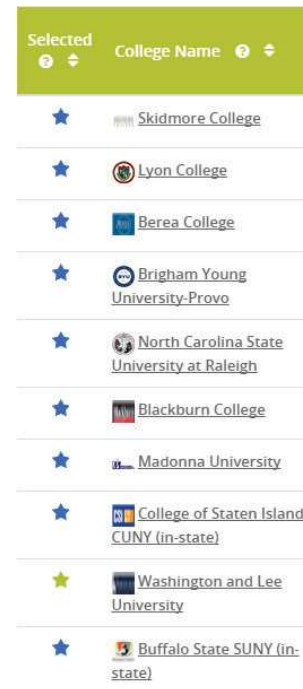 Selected
College Name
Skidmore College
Lyon College
Berea College
Brigham Young
University-Provo
North Carolina State
University at Raleigh
Blackburn College
Madonna University
College of Staten Island
CUNY (in-state)
Washington and Lee
University
Buffalo State SUNY (in-
state)